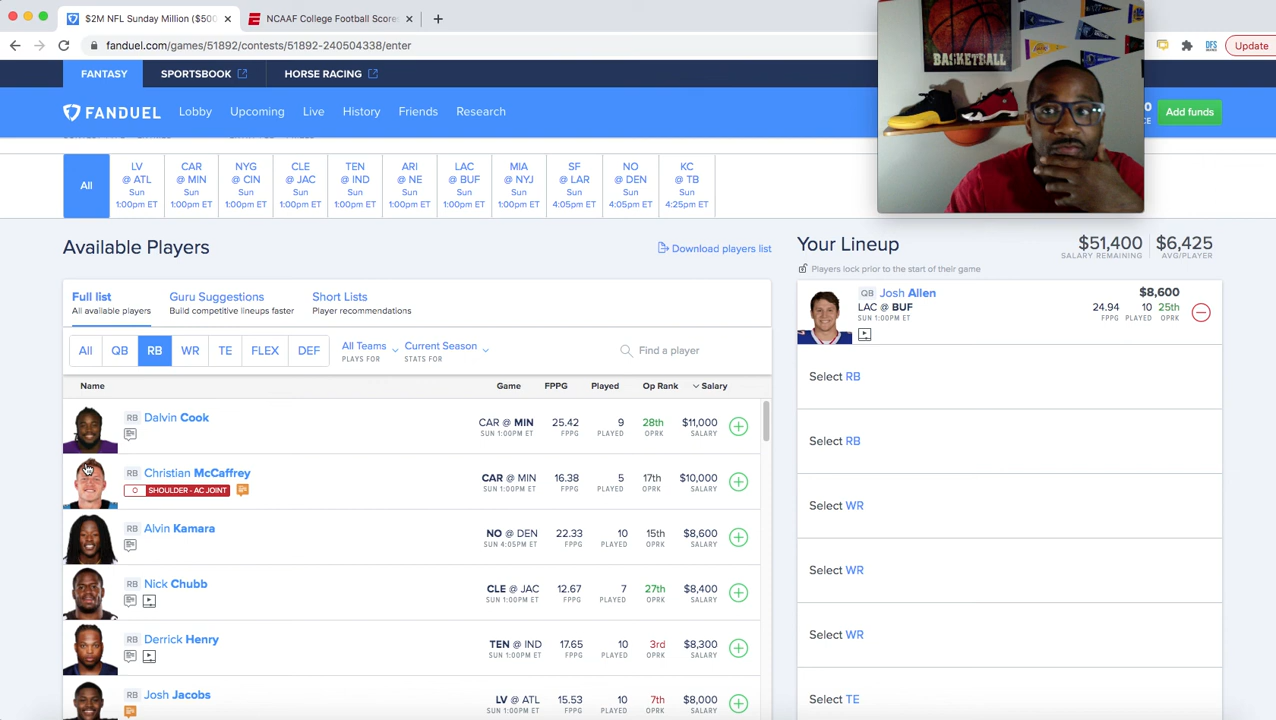 $2M NFL Sunday Million ($500
NCAAF College Football Score
fanduel.com/games/51892/contests/51892-240504338/enter
DFS
Update
FANTASY
SPORTSBOOK
HORSE RACING
FANDUEL
Lobby
Upcoming
Live
History
Friends
Research
Add funds
BASKETBALL
All
LV @ ATL Sun 1:00pm ET
CAR @ MIN Sun 1:00pm ET
NYG @ CIN Sun 1:00pm ET
CLE @ JAC Sun 1:00pm ET
TEN @ IND Sun 1:00pm ET
ARI @ NE Sun 1:00pm ET
LAC @ BUF Sun 1:00pm ET
MIA @ NYJ Sun 1:00pm ET
SF @ LAR Sun 4:05pm ET
NO @ DEN Sun 4:05pm ET
KC @ TB Sun 4:25pm ET
Available Players
Download players list
Full list
All available players
Guru Suggestions
Build competitive lineups faster
Short Lists
Player recommendations
All
QB
RB
WR
TE
FLEX
DEF
All Teams
PLAYS FOR
Current Season
STATS FOR
Find a player
Name Game FPPG Played Op Rank Salary
RB Dalvin Cook
CAR @ MIN 25.42 9 28th $11,000
SUN 1:00PM ET FPPG PLAYED OPRK SALARY
RB Christian McCaffrey
O SHOULDER - AC JOINT
CAR @ MIN 16.38 5 17th $10,000
SUN 1:00PM ET FPPG PLAYED OPRK SALARY
RB Alvin Kamara
NO @ DEN 22.33 10 15th $8,600
SUN 4:05PM ET FPPG PLAYED OPRK SALARY
RB Nick Chubb
CLE @ JAC 12.67 7 27th $8,400
SUN 1:00PM ET FPPG PLAYED OPRK SALARY
RB Derrick Henry
TEN @ IND 17.65 10 3rd $8,300
SUN 1:00PM ET FPPG PLAYED OPRK SALARY
RB Josh Jacobs
LV @ ATL 15.53 10 7th $8,000
SUN 1:00PM ET FPPG PLAYED OPRK SALARY
Your Lineup
$51,400
SALARY REMAINING
$6,425
AVG/PLAYER
Players lock prior to the start of their game
QB Josh Allen
$8,600
LAC @ BUF 24.94 10 25th
SUN 1:00PM ET FPPG PLAYED OPRK
Select RB
Select RB
Select WR
Select WR
Select WR
Select TE